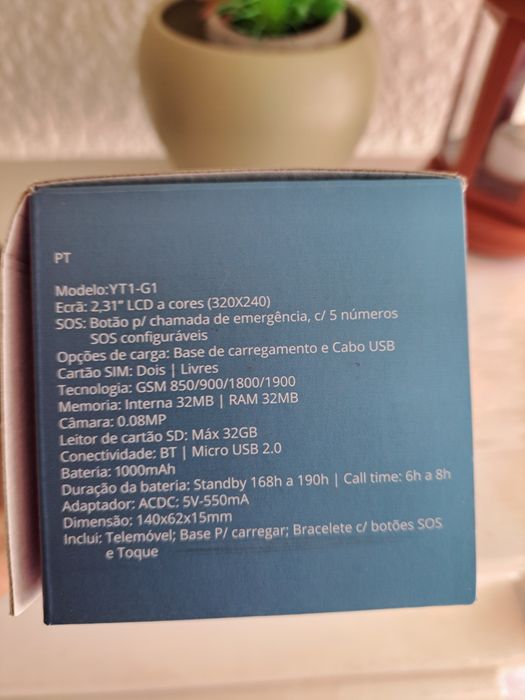 PT
Modelo:YT1-G1
Ecrã: 2,31" LCD a cores (320X240)
SOS: Botão p/ chamada de emergência, c/ 5 números
SOS configuráveis
Opções de carga: Base de carregamento e Cabo USB
Cartão SIM: Dois | Livres
Tecnologia: GSM 850/900/1800/1900
Memoria: Interna 32MB | RAM 32MB
Câmara: 0.08MP
Leitor de cartão SD: Máx 32GB
Conectividade: BT | Micro USB 2.0
Bateria: 1000mAh
Duração da bateria: Standby 168h a 190h | Call time: 6h a 8h
Adaptador: ACDC: 5V-550mA
Dimensão: 140x62x15mm
Inclui: Telemóvel; Base P/ carregar; Bracelete c/ botões SOS
e Toque